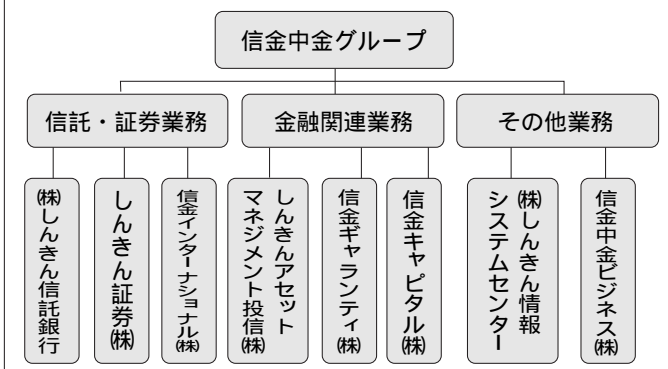 信金中金グループ
信託・証券業務
金融関連業務
その他業務
㈱しんきん信託銀行
しんきん証券㈱
信金インターナショナル㈱
しんきんアセット
マネジメント投信㈱
信金ギャランティ㈱
信金キャピタル㈱
㈱しんきん情報
システムセンター
信金中金ビジネス㈱